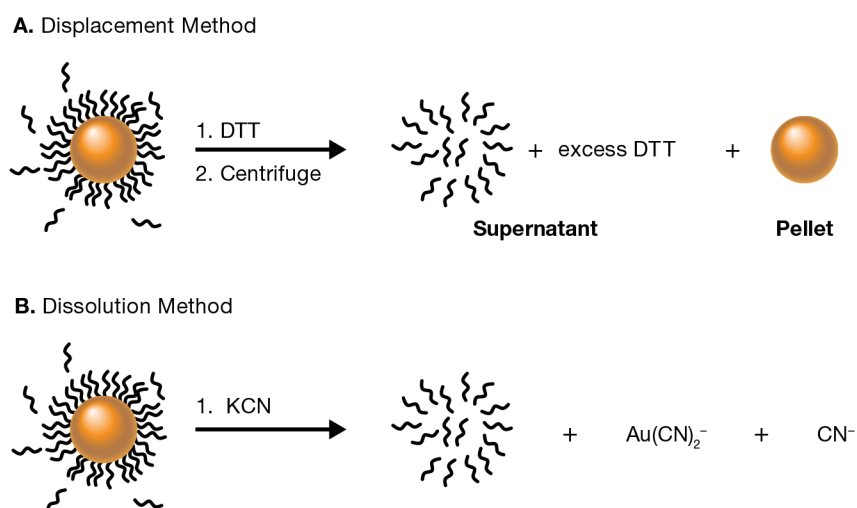 A. Displacement Method
1. DTT
2. Centrifuge
+ excess DTT +
Supernatant
Pellet
B. Dissolution Method
1. KCN
+ Au(CN)₂⁻ + CN⁻